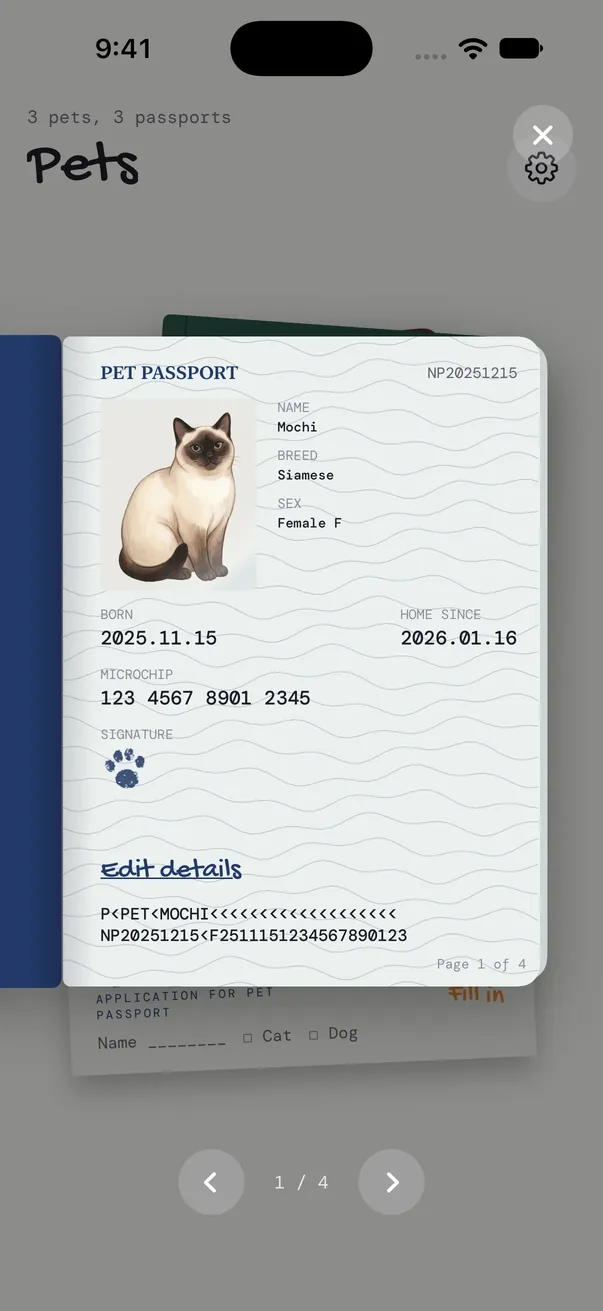 9:41
3 pets, 3 passports
Pets
PET PASSPORT
NP20251215
NAME
Mochi
BREED
Siamese
SEX
Female F
BORN
2025.11.15
HOME SINCE
2026.01.16
MICROCHIP
123 4567 8901 2345
SIGNATURE
Edit details
P<PET<MOCHI<<<<<<<<<<<<<<<<<<<
NP20251215<F2511151234567890123
Page 1 of 4
APPLICATION FOR PET
PASSPORT
Fill in
Name ________ □ Cat □ Dog
1 / 4